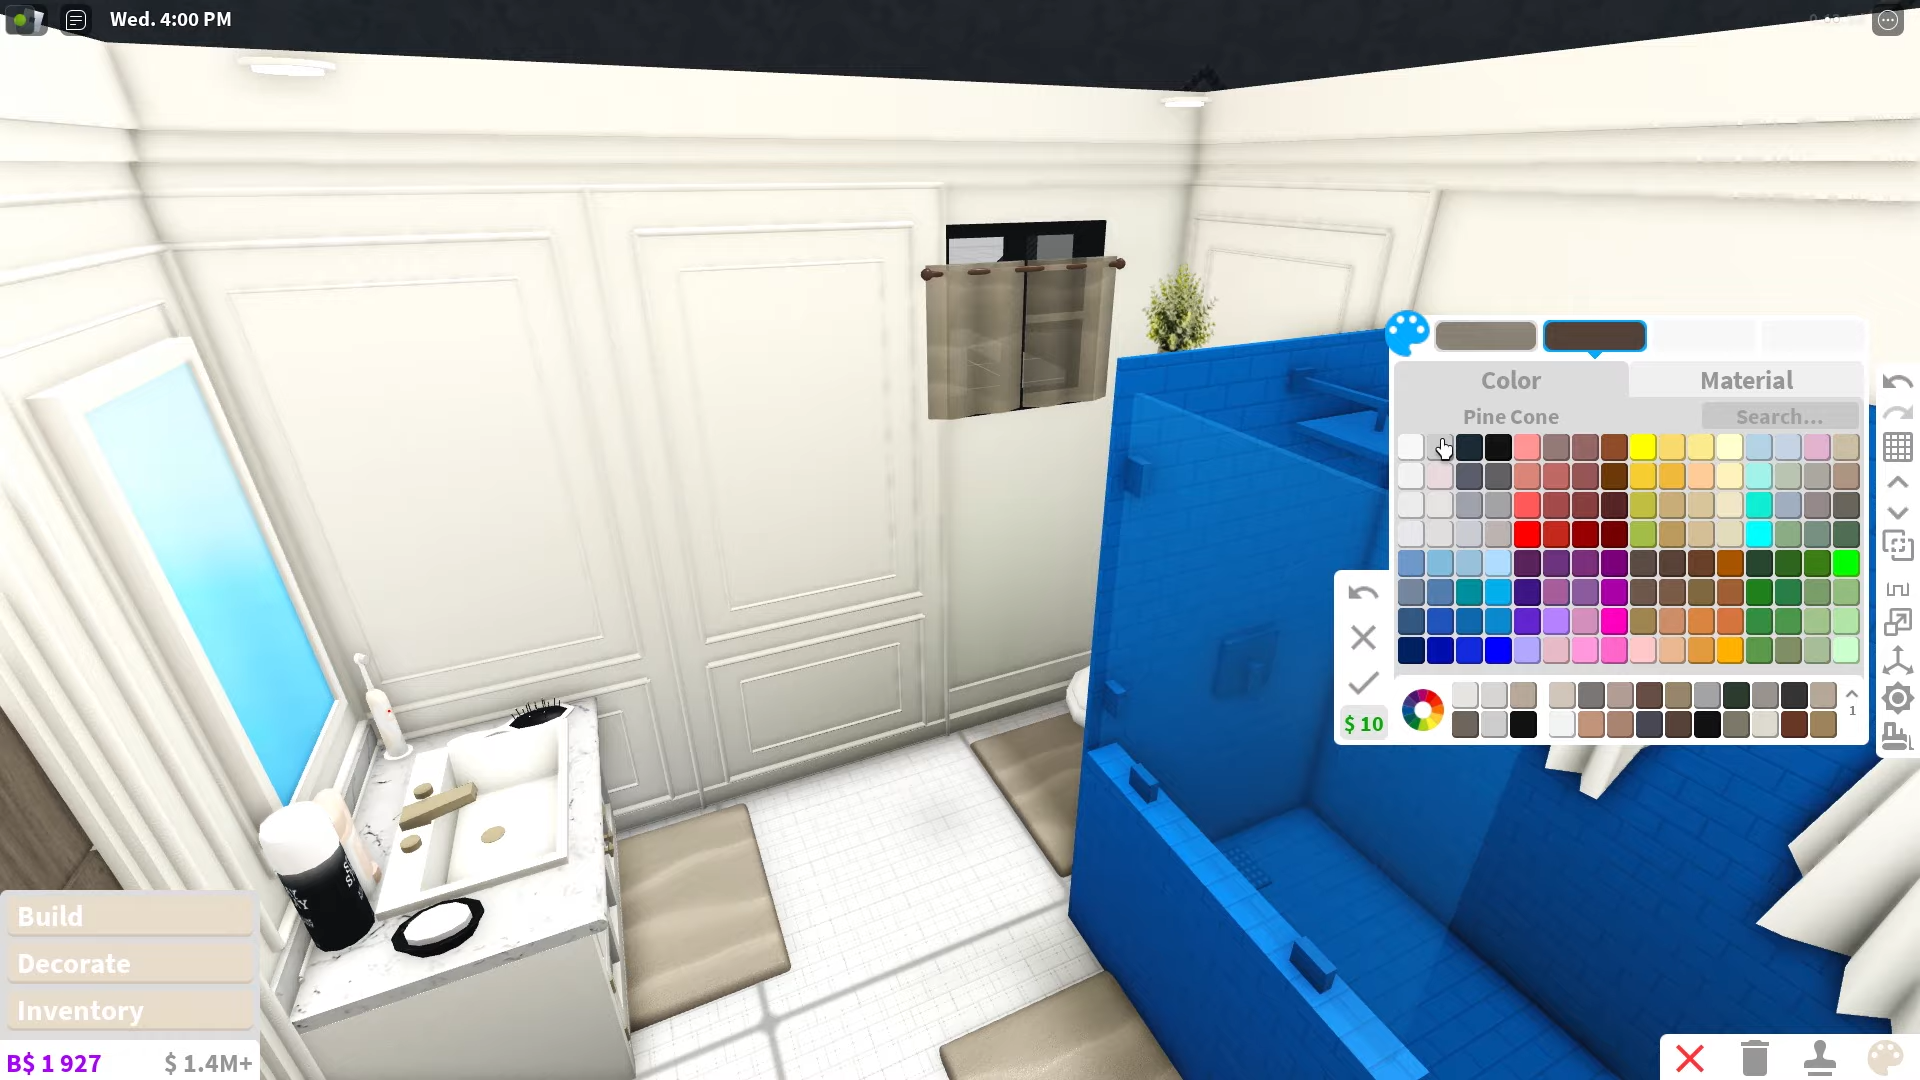 Wed. 4:00 PM
Color
Material
Pine Cone
Search...
$ 10
1
Build
Decorate
Inventory
B$ 1 927
$ 1.4M+